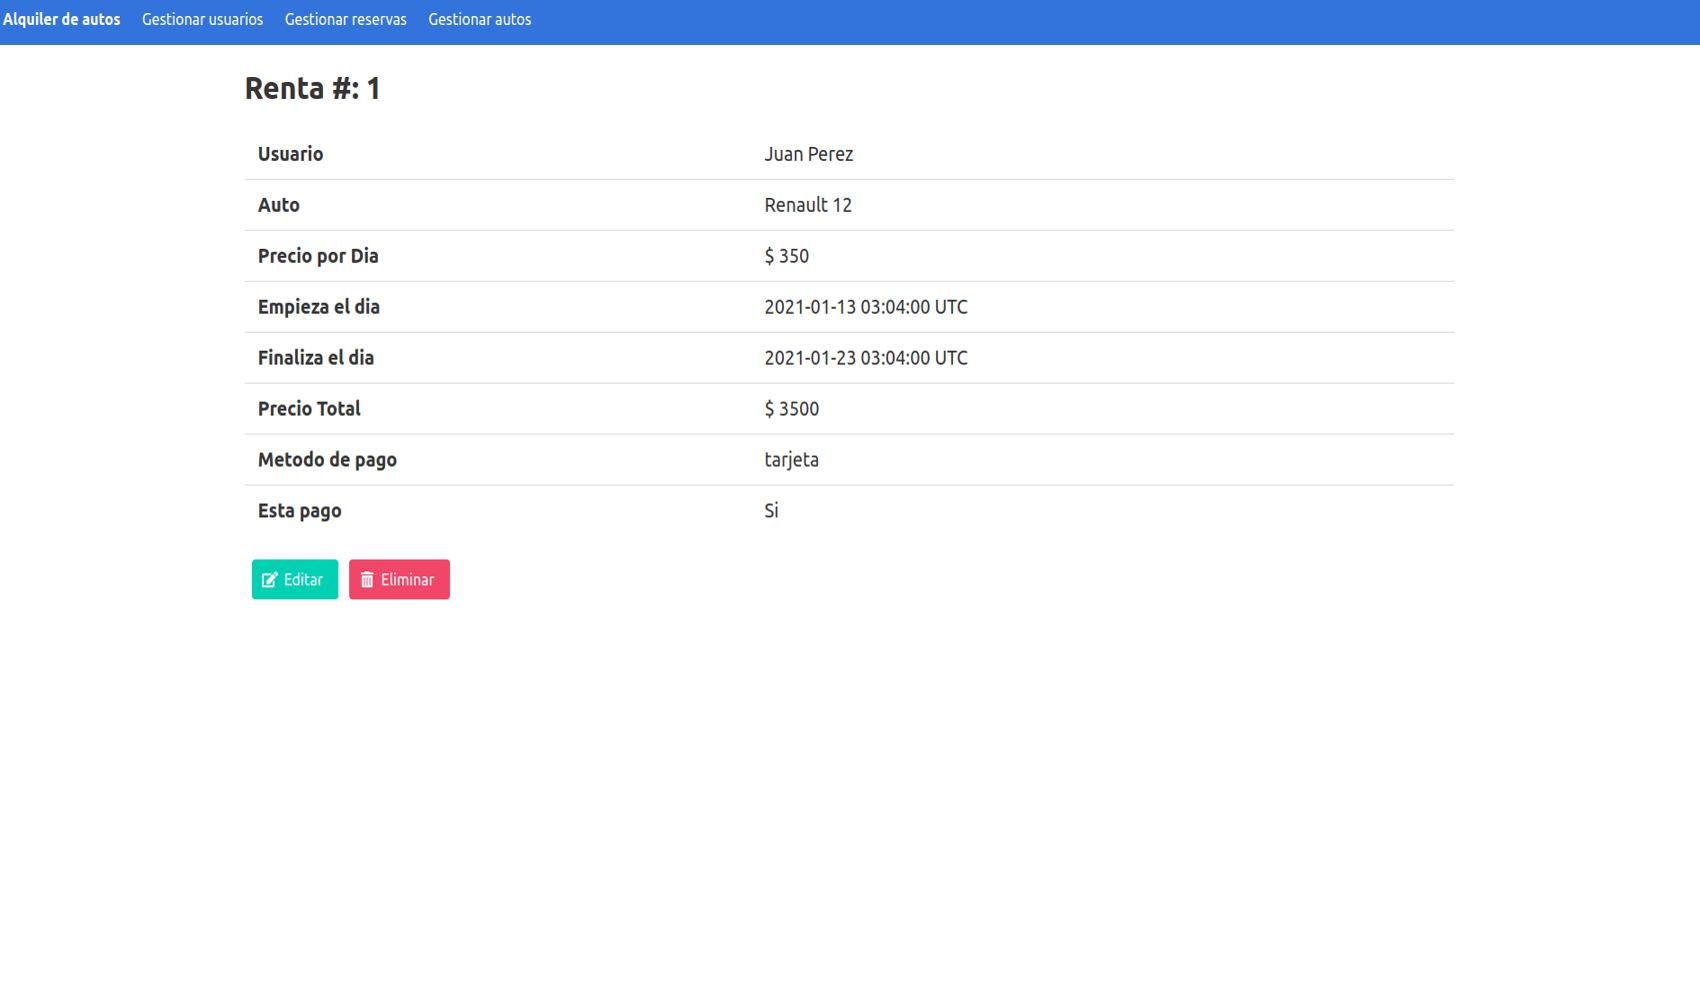 Alquiler de autos Gestionar usuarios Gestionar reservas Gestionar autos
Renta #: 1
Usuario Juan Perez
Auto Renault 12
Precio por Dia $ 350
Empieza el dia 2021-01-13 03:04:00 UTC
Finaliza el dia 2021-01-23 03:04:00 UTC
Precio Total $ 3500
Metodo de pago tarjeta
Esta pago Si
Editar Eliminar